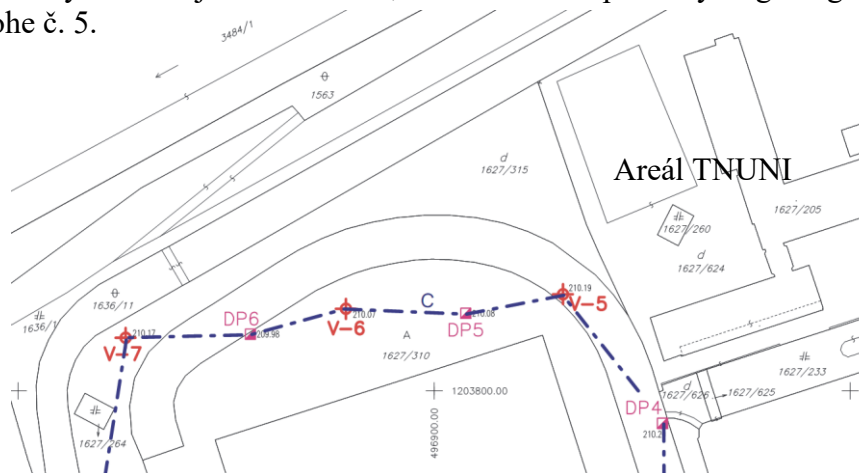 ohe č. 5.
3484/1
1563
d
1627/315
Areál TNUNI
1627/205
1627/260
d
1627/624
1636/11
1636/1
210.17
V-7
DP6
209.98
210.07
V-6
C
210.08
DP5
210.19
V-5
A
1627/310
1627/233
d
1627/626
1627/625
DP4
1203800.00
496900.00
1627/264